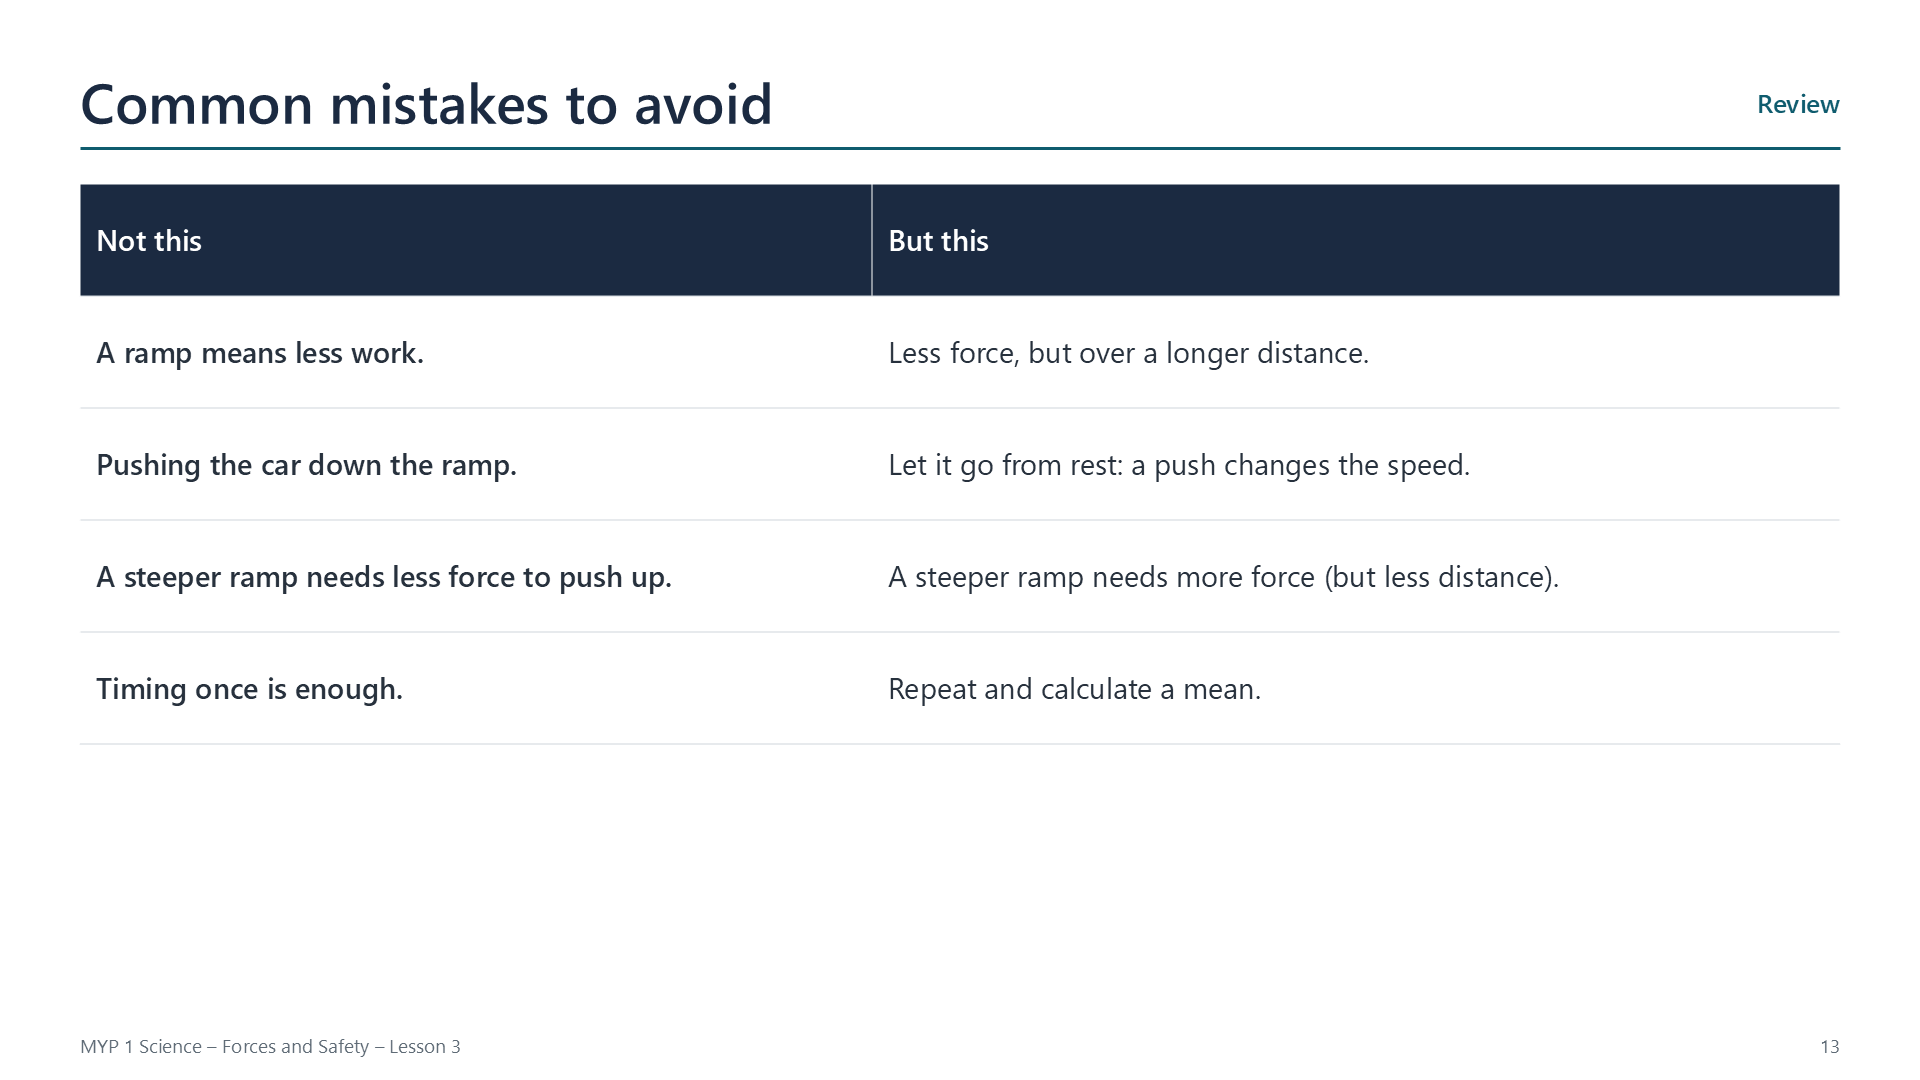 Common mistakes to avoid
Review
Not this
But this
A ramp means less work.
Less force, but over a longer distance.
Pushing the car down the ramp.
Let it go from rest: a push changes the speed.
A steeper ramp needs less force to push up.
A steeper ramp needs more force (but less distance).
Timing once is enough.
Repeat and calculate a mean.
MYP 1 Science – Forces and Safety – Lesson 3
13